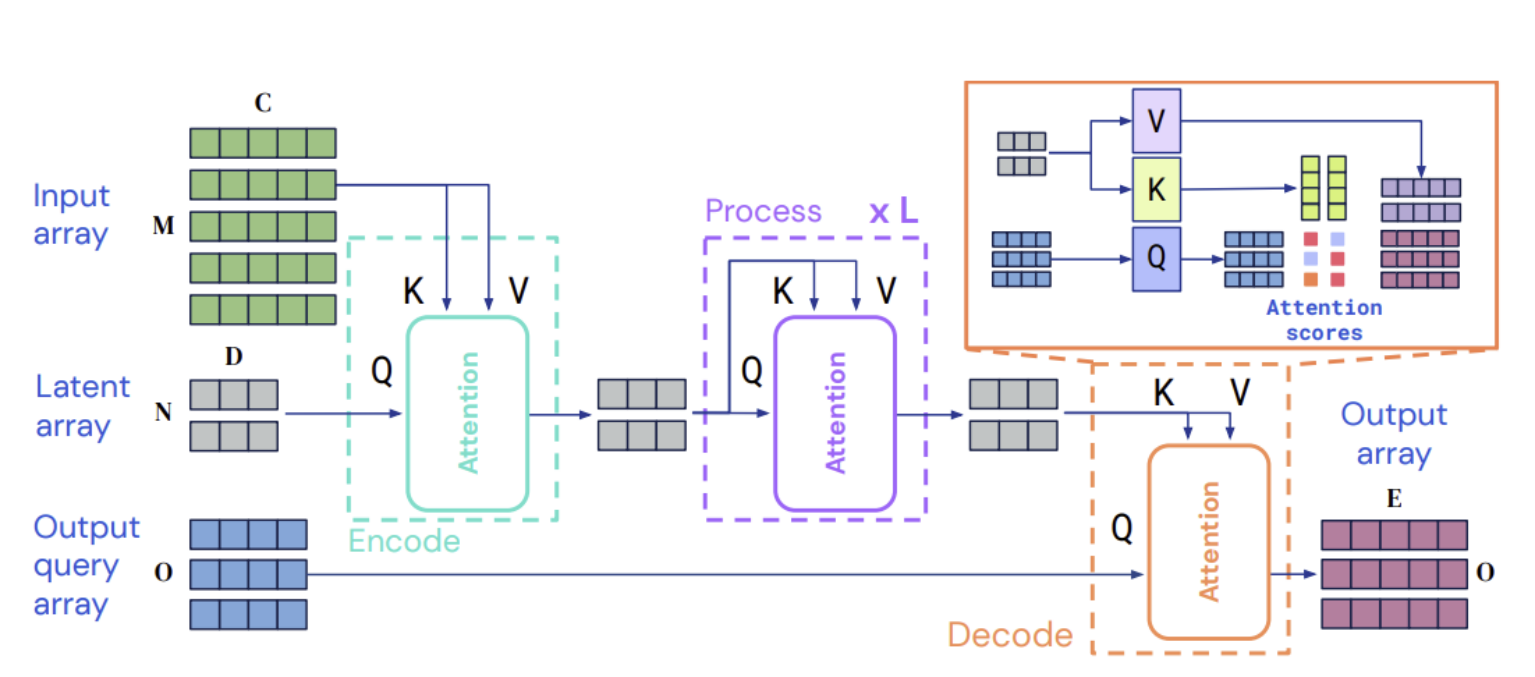 C
Input
array
M
D
Latent
array
N
Output
query
array
O
K
V
Q
Attention
Encode
Process
x L
K
V
Q
Attention
V
K
Q
Attention
scores
K
V
Q
Attention
Decode
Output
array
E
O